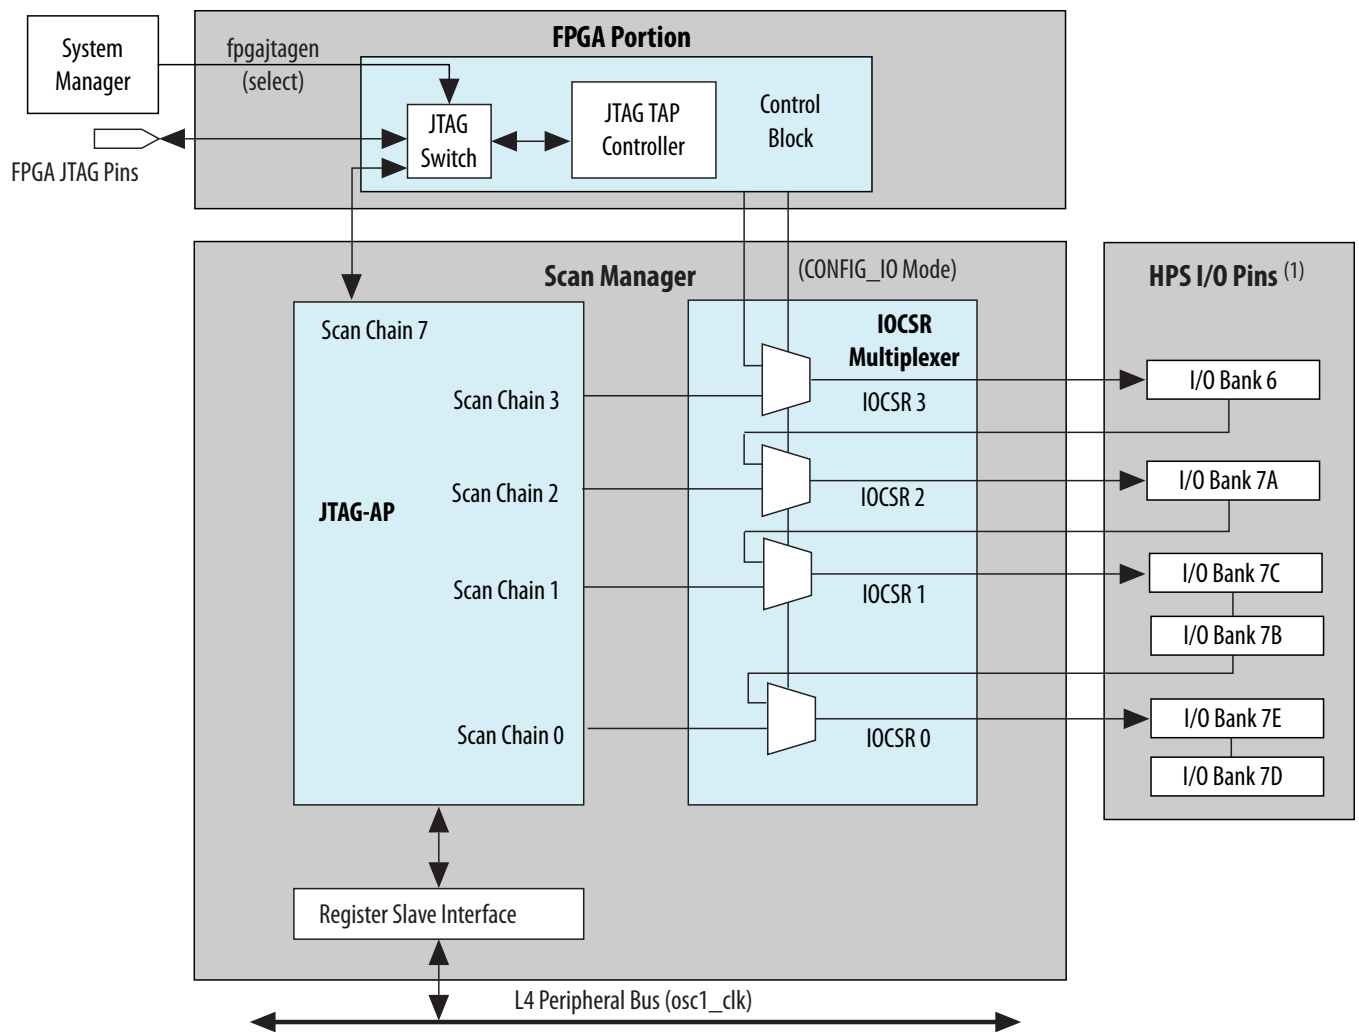 System
Manager
fpgajtagen
(select)
FPGA JTAG Pins
FPGA Portion
JTAG
Switch
JTAG TAP
Controller
Control
Block
Scan Manager
(CONFIG_IO Mode)
HPS I/O Pins (1)
Scan Chain 7
Scan Chain 3
Scan Chain 2
JTAG-AP
Scan Chain 1
Scan Chain 0
IOCSR
Multiplexer
IOCSR 3
IOCSR 2
IOCSR 1
IOCSR 0
I/O Bank 6
I/O Bank 7A
I/O Bank 7C
I/O Bank 7B
I/O Bank 7E
I/O Bank 7D
Register Slave Interface
L4 Peripheral Bus (osc1_clk)